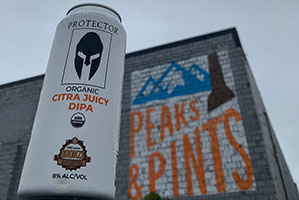 PROTECTOR
ORGANIC
CITRA JUICY
DIPA
8% ALC/VOL
PEAKS
& PINTS